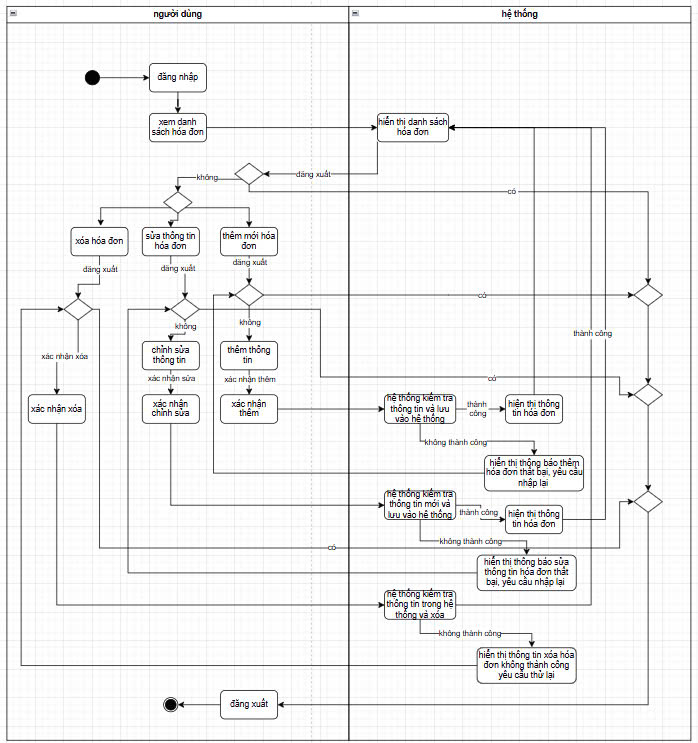 người dùng
hệ thống
đăng nhập
xem danh
sách hóa đơn
hiển thị danh sách
hóa đơn
đăng xuất
không
có
xóa hóa đơn
sửa thông tin
hóa đơn
thêm mới hóa
đơn
đăng xuất
đăng xuất
đăng xuất
có
không
không
thành công
chỉnh sửa
thông tin
thêm thông
tin
xác nhận xóa
xác nhận sửa
xác nhận thêm
có
xác nhận xóa
xác nhận
chỉnh sửa
xác nhận
thêm
hệ thống kiểm tra
thông tin và lưu
vào hệ thống
thành
công
hiển thị thông
tin hóa đơn
không thành công
hiển thị thông báo thêm
hóa đơn thất bại, yêu cầu
nhập lại
hệ thống kiểm tra
thông tin mới và
lưu vào hệ thống
thành công
hiển thị thông
tin hóa đơn
không thành công
có
hiển thị thông báo sửa
thông tin hóa đơn thất
bại, yêu cầu nhập lại
hệ thống kiểm tra
thông tin trong hệ
thống và xóa
không thành công
hiển thị thông tin xóa hóa
đơn không thành công
yêu cầu thử lại
đăng xuất